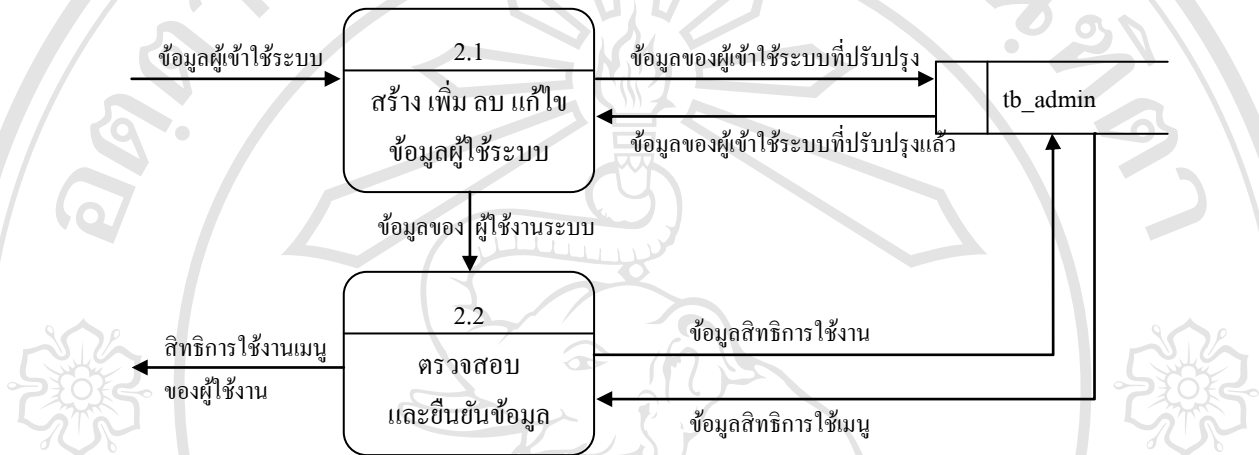 ข้อมูลผู้เข้าใช้ระบบ
2.1
สร้าง เพิ่ม ลบ แก้ไข
ข้อมูลผู้ใช้ระบบ
ข้อมูลของผู้เข้าใช้ระบบที่ปรับปรุง
tb_admin
ข้อมูลของผู้เข้าใช้ระบบที่ปรับปรุงแล้ว
ข้อมูลของ ผู้ใช้งานระบบ
2.2
ตรวจสอบ
และยืนยันข้อมูล
สิทธิการใช้งานเมนู
ของผู้ใช้งาน
ข้อมูลสิทธิการใช้งาน
ข้อมูลสิทธิการใช้เมนู